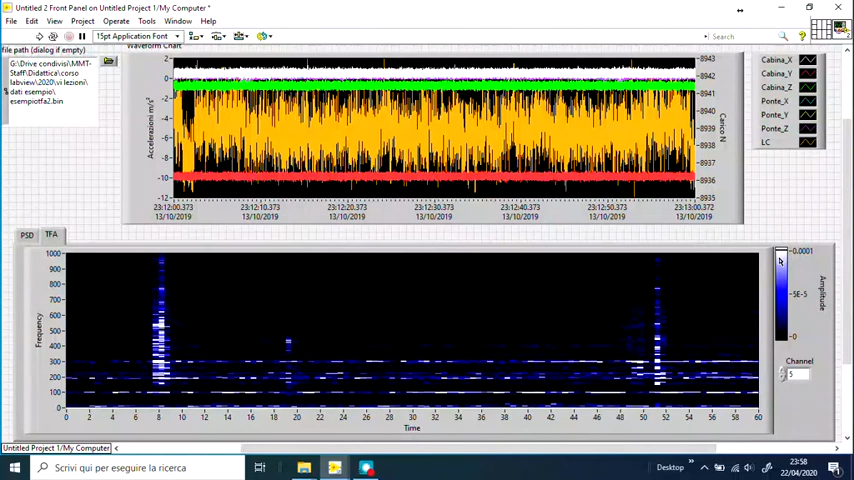 Untitled 2 Front Panel on Untitled Project 1/My Computer *
File Edit View Project Operate Tools Window Help
15pt Application Font
Search
file path (dialog if empty)
G:\Drive condivisi\MMT-
Staff\Didattica\corso
labview\2020\vi lezioni\
dati esempio\
esempiotfa2.bin
Waveform Chart
2
0
-2
-4
-6
-8
-10
-12
Accelerazioni m/s²
-8943
-8942
-8941
-8940
-8939
-8938
-8937
-8936
-8935
Carico N
23:12:00.373 23:12:10.373 23:12:20.373 23:12:30.373 23:12:40.373 23:12:50.373 23:13:00.373
13/10/2019 13/10/2019 13/10/2019 13/10/2019 13/10/2019 13/10/2019 13/10/2019
Cabina_X
Cabina_Y
Cabina_Z
Ponte_X
Ponte_Y
Ponte_Z
LC
PSD TFA
1000
900
800
700
600
500
400
300
200
100
0
Frequency
0 2 4 6 8 10 12 14 16 18 20 22 24 26 28 30 32 34 36 38 40 42 44 46 48 50 52 54 56 58 60
Time
-0.0001
-5E-5
-0
Amplitude
Channel
5
Untitled Project 1/My Computer
Scrivi qui per eseguire la ricerca
Desktop
23:58
22/04/2020
1